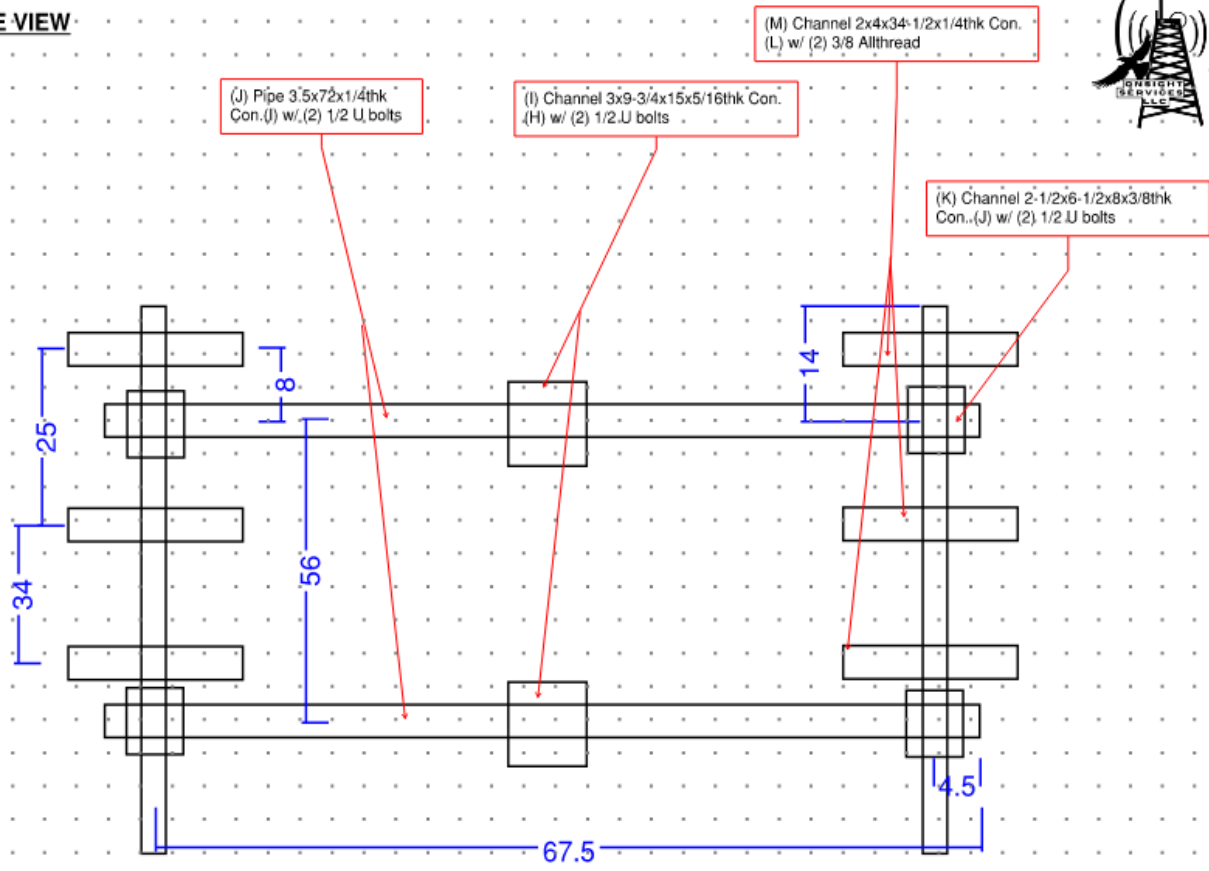 E VIEW
(M) Channel 2x4x34-1/2x1/4thk Con.
(L) w/ (2) 3/8 Allthread
(J) Pipe 3.5x72x1/4thk
Con.(I) w/ (2) 1/2 U bolts
(I) Channel 3x9-3/4x15x5/16thk Con.
(H) w/ (2) 1/2 U bolts
ONSIGHT
SERVICES
LLC
(K) Channel 2-1/2x6-1/2x8x3/8thk
Con. (J) w/ (2) 1/2 U bolts
14
8
25
56
34
4.5
67.5